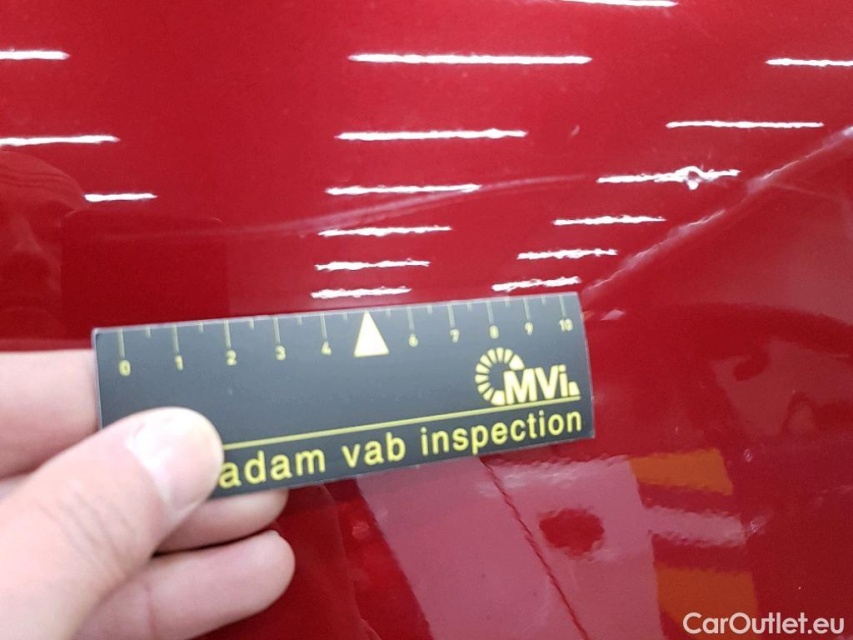 0 1 2 3 4 6 7 8 9 10
MVi.
adam vab inspection
CarOutlet.eu